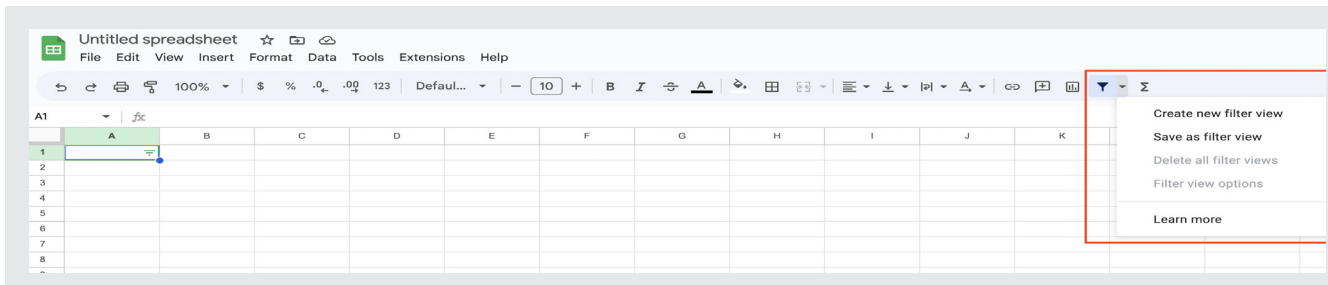 Untitled spreadsheet
File Edit View Insert Format Data Tools Extensions Help
100% $ % .0 .00 123 Defaul... − 10 + B I S A Σ
A1 fx
A B C D E F G H I J K
1
2
3
4
5
6
7
8
Create new filter view
Save as filter view
Delete all filter views
Filter view options
Learn more